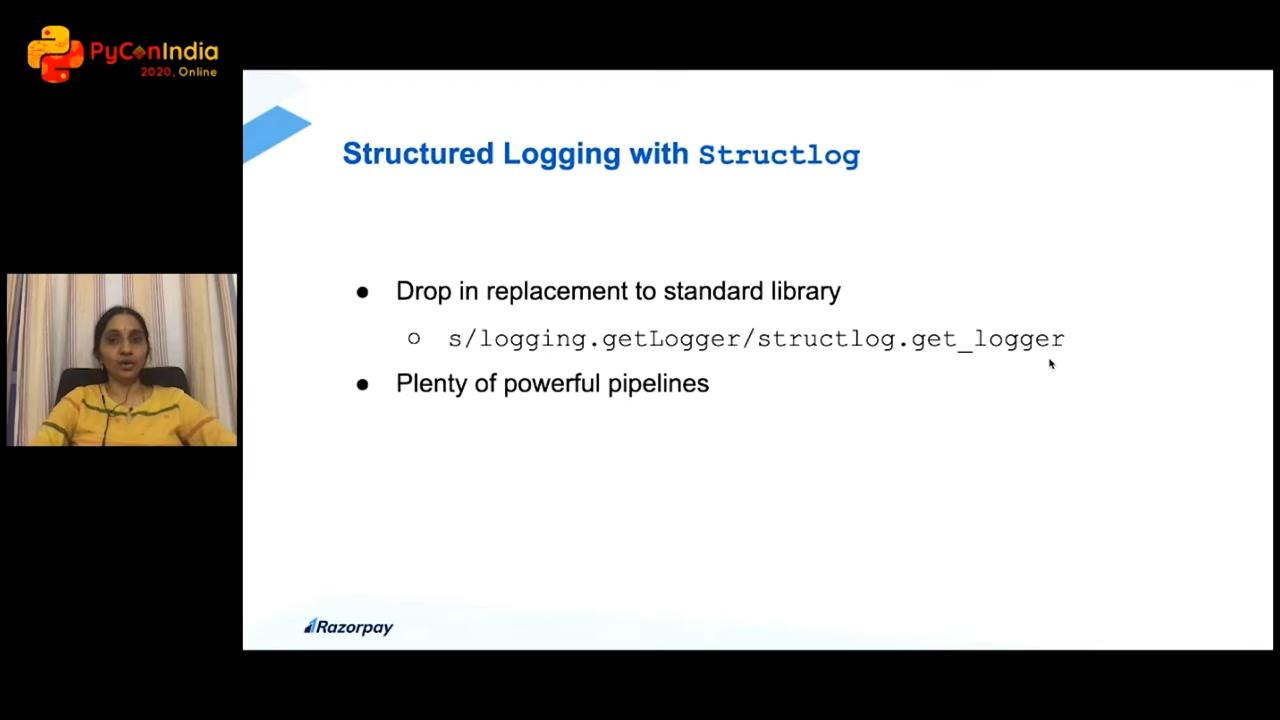 PyConIndia
2020, Online
Structured Logging with Structlog
● Drop in replacement to standard library
○ s/logging.getLogger/structlog.get_logger
● Plenty of powerful pipelines
Razorpay